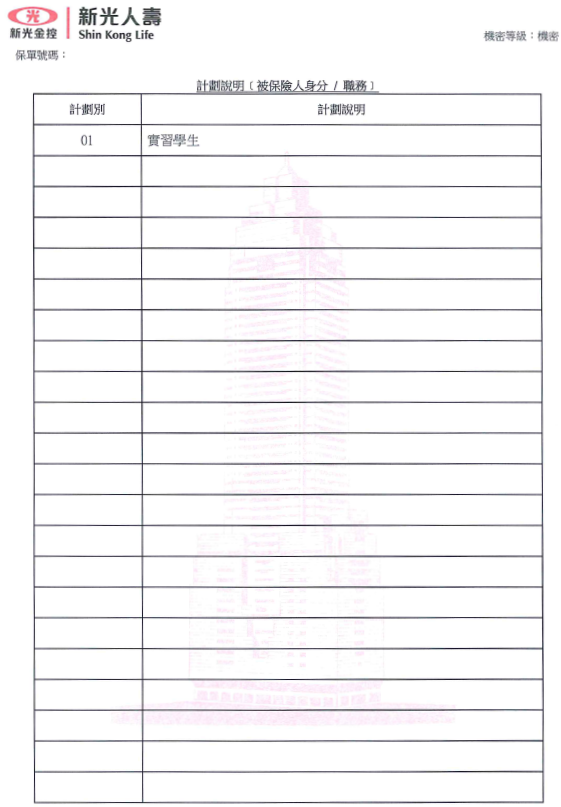 光
新光金控
新光人壽
Shin Kong Life
機密等級：機密
保單號碼：
計劃說明﹝被保險人身分 / 職務﹞
計劃別 計劃說明
01 實習學生